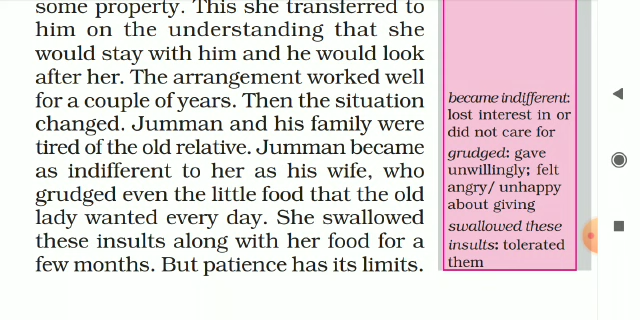 some property. This she transferred to
him on the understanding that she
would stay with him and he would look
after her. The arrangement worked well
for a couple of years. Then the situation
changed. Jumman and his family were
tired of the old relative. Jumman became
as indifferent to her as his wife, who
grudged even the little food that the old
lady wanted every day. She swallowed
these insults along with her food for a
few months. But patience has its limits.
became indifferent:
lost interest in or
did not care for
grudged: gave
unwillingly; felt
angry/ unhappy
about giving
swallowed these
insults: tolerated
them